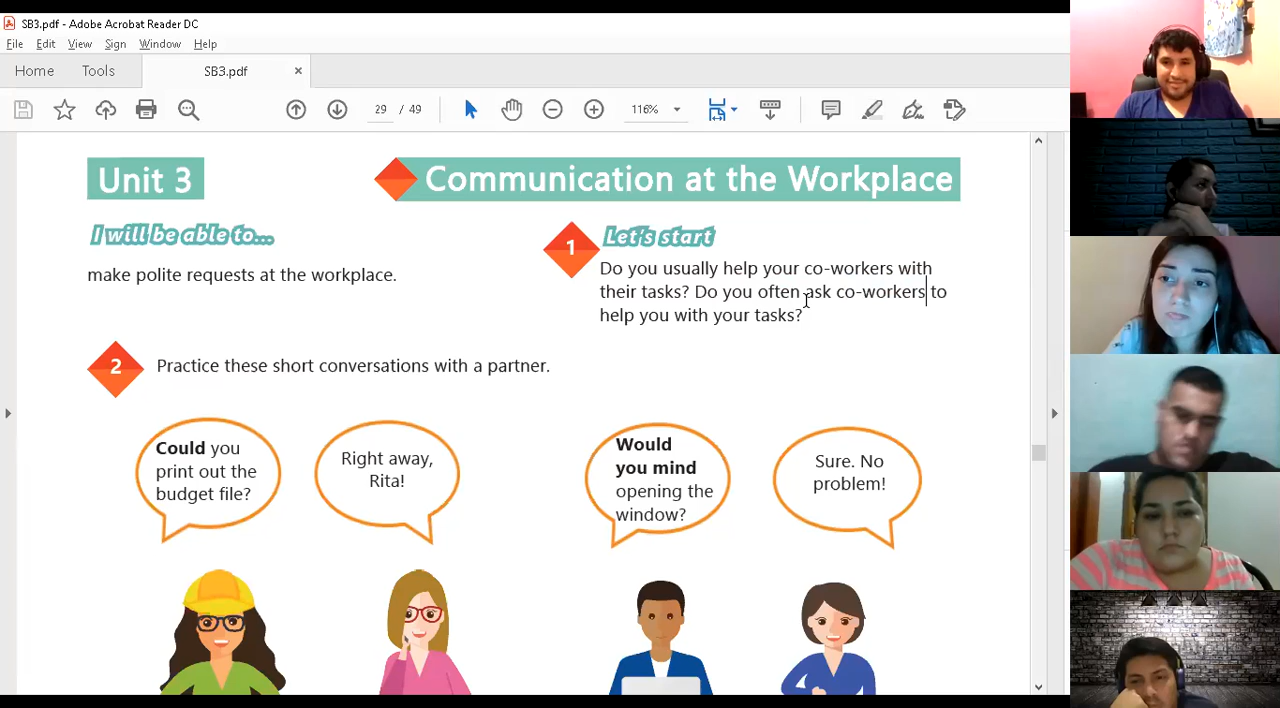 SB3.pdf - Adobe Acrobat Reader DC
File Edit View Sign Window Help
Home Tools SB3.pdf ×
29 / 49 116%
Unit 3
Communication at the Workplace
I will be able to...
make polite requests at the workplace.
1 Let's start
Do you usually help your co-workers with
their tasks? Do you often ask co-workers to
help you with your tasks?
2 Practice these short conversations with a partner.
Could you
print out the
budget file?
Right away,
Rita!
Would
you mind
opening the
window?
Sure. No
problem!